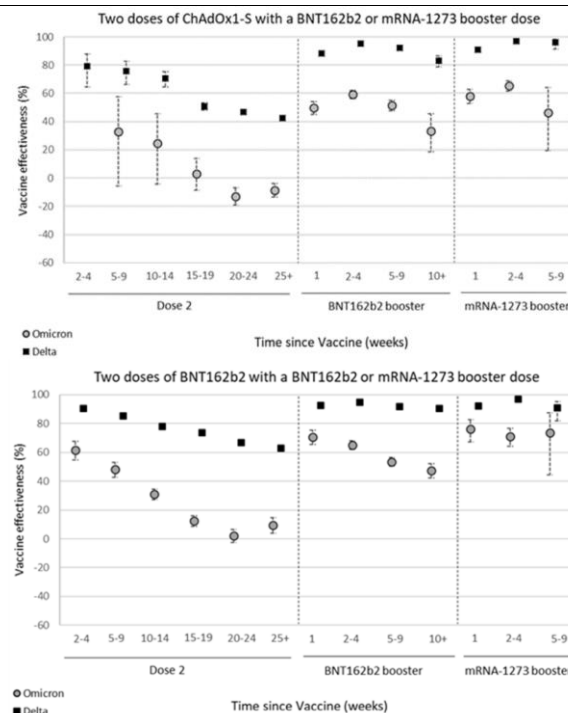 Two doses of ChAdOx1-S with a BNT162b2 or mRNA-1273 booster dose
Vaccine effectiveness (%)
100
80
60
40
20
0
-20
-40
-60
2-4 5-9 10-14 15-19 20-24 25+ 1 2-4 5-9 10+ 1 2-4 5-9
Dose 2 BNT162b2 booster mRNA-1273 booster
Omicron
Delta
Time since Vaccine (weeks)
Two doses of BNT162b2 with a BNT162b2 or mRNA-1273 booster dose
Vaccine effectiveness (%)
100
80
60
40
20
0
-20
-40
-60
2-4 5-9 10-14 15-19 20-24 25+ 1 2-4 5-9 10+ 1 2-4 5-9
Dose 2 BNT162b2 booster mRNA-1273 booster
Omicron
Delta
Time since Vaccine (weeks)